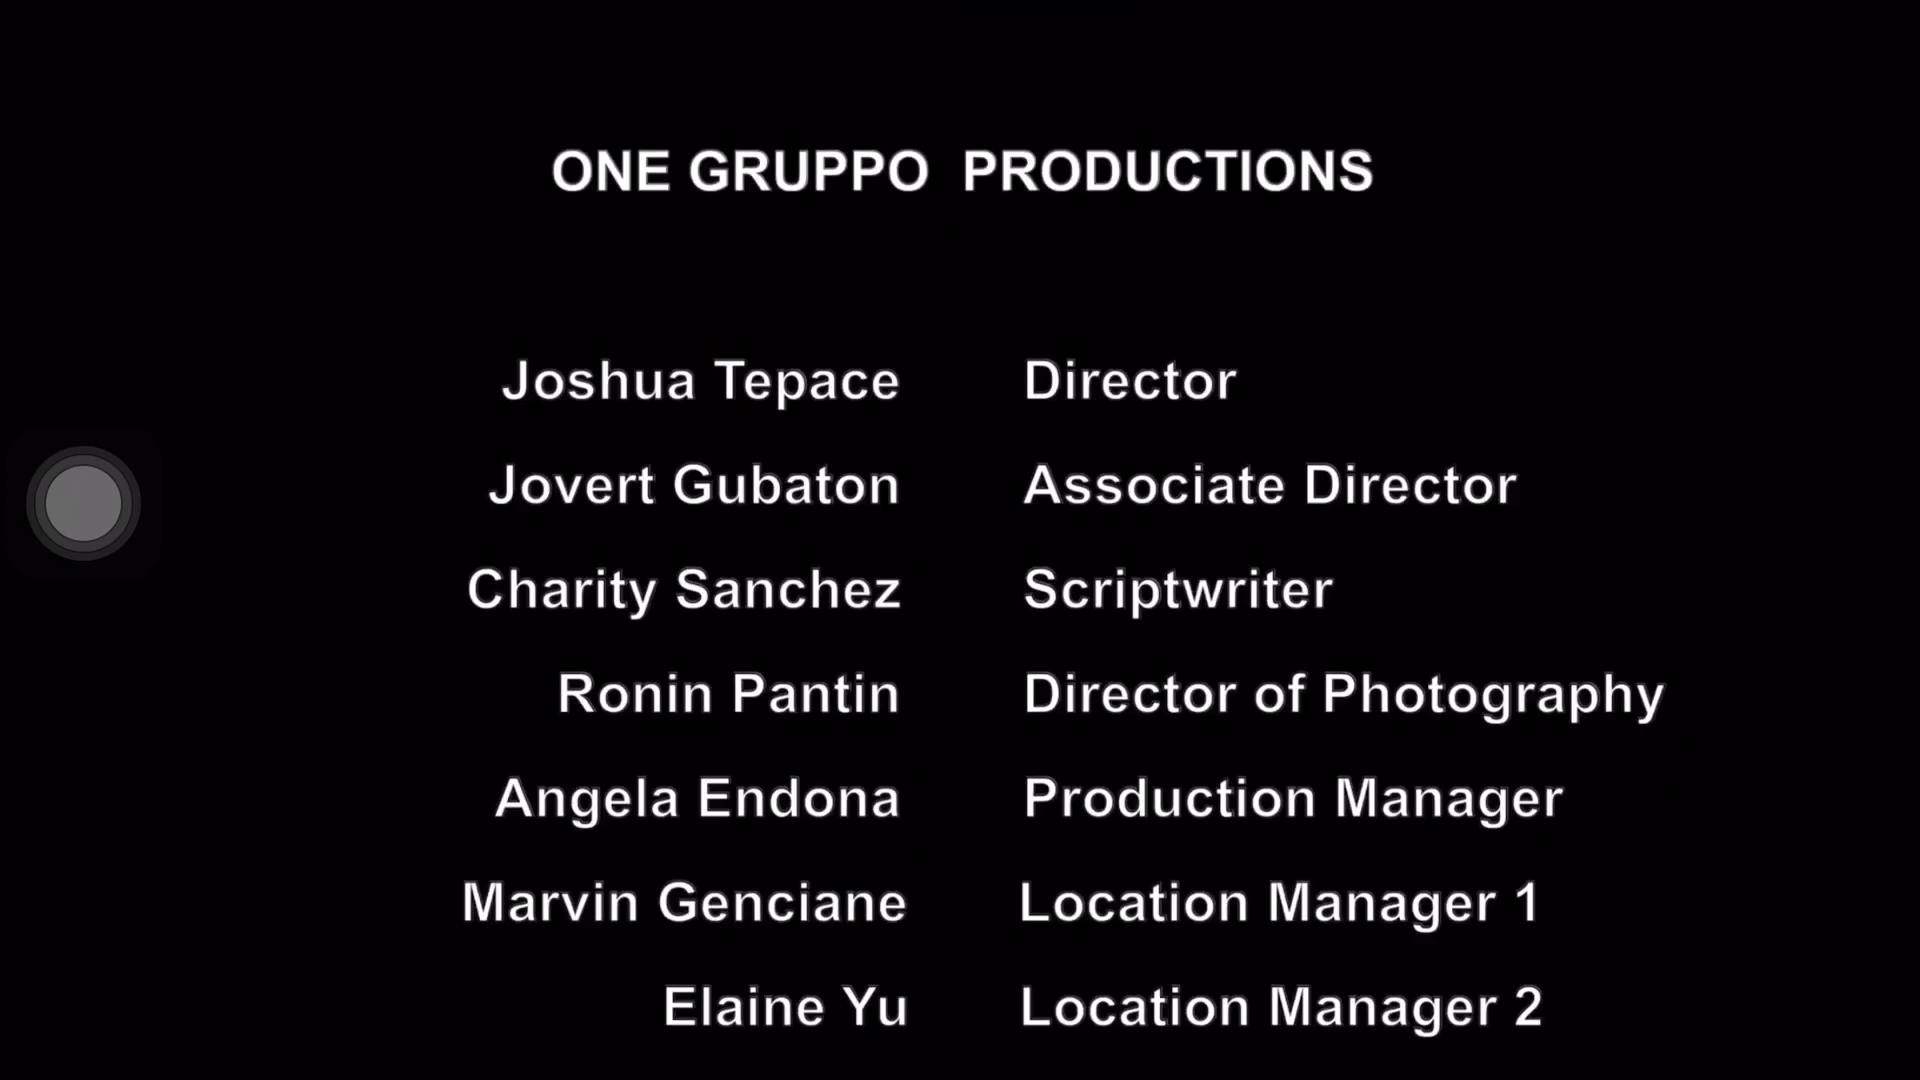 ONE GRUPPO PRODUCTIONS
Joshua Tepace Director
Jovert Gubaton Associate Director
Charity Sanchez Scriptwriter
Ronin Pantin Director of Photography
Angela Endona Production Manager
Marvin Genciane Location Manager 1
Elaine Yu Location Manager 2